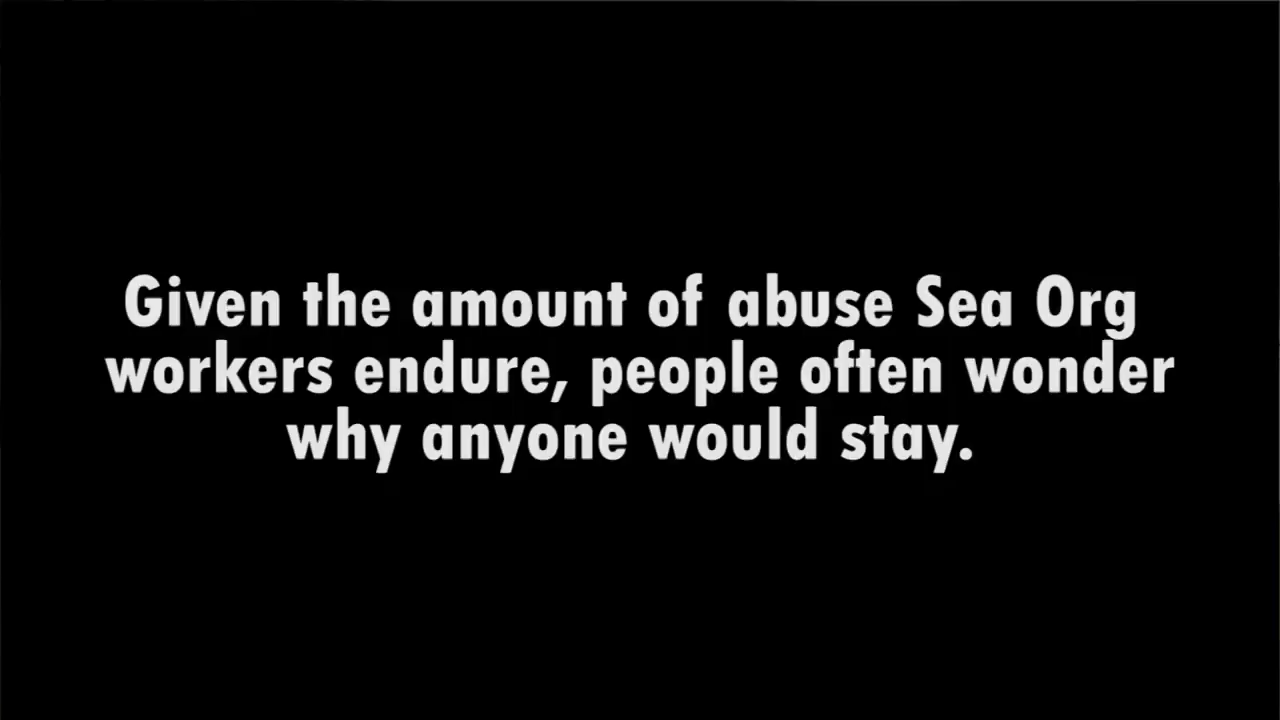 Given the amount of abuse Sea Org
workers endure, people often wonder
why anyone would stay.